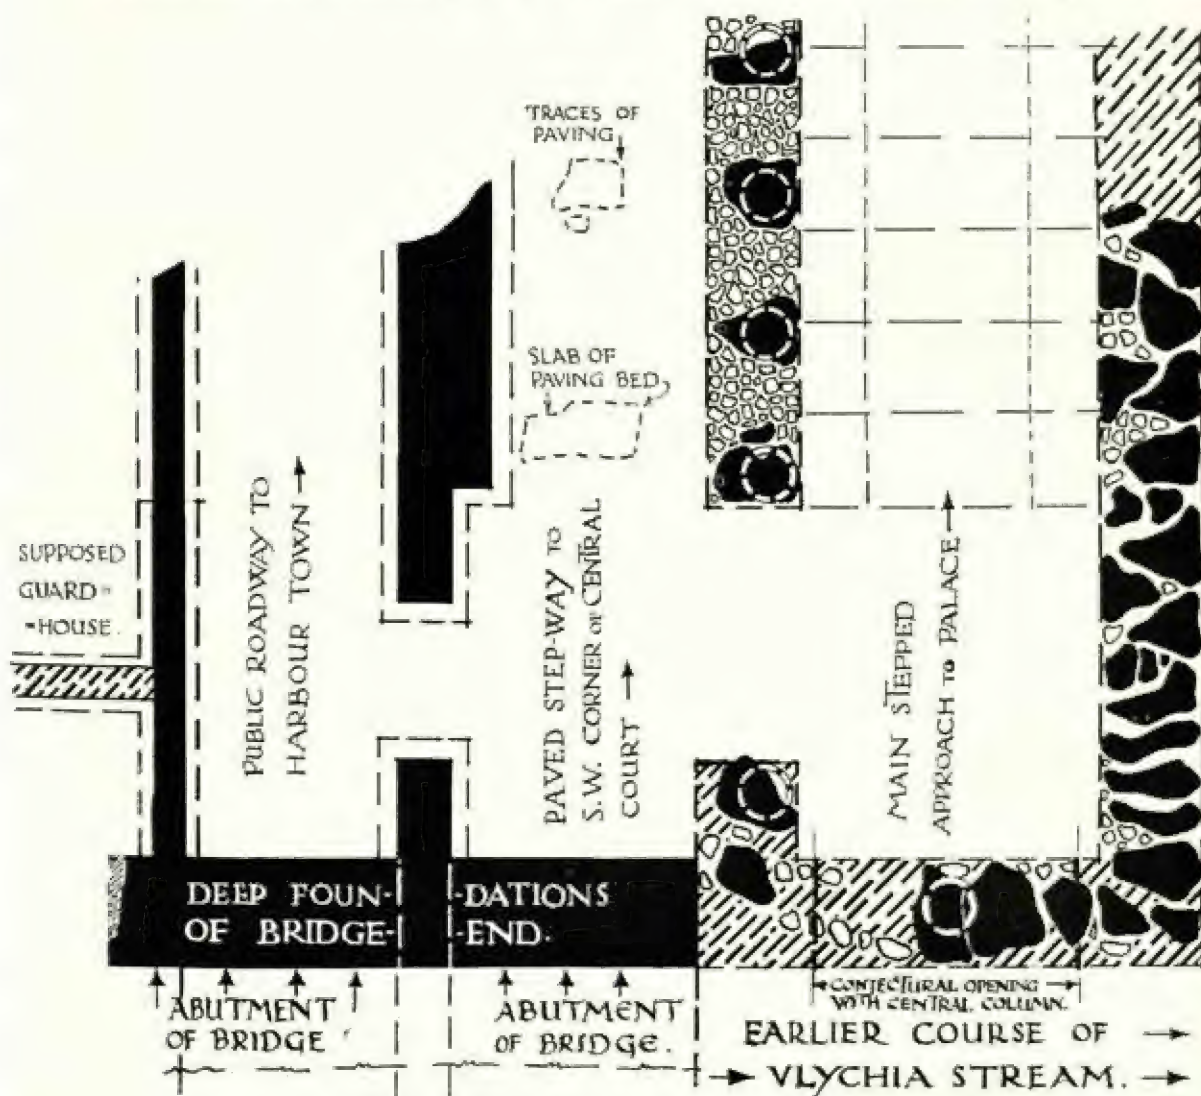 TRACES OF
PAVING
SLAB OF
PAVING BED
SUPPOSED
GUARD-
-HOUSE.
PUBLIC ROADWAY TO
HARBOUR TOWN
PAVED STEP-WAY TO
S.W. CORNER OF CENTRAL
COURT
MAIN STEPPED
APPROACH TO PALACE
DEEP FOUN- -DATIONS
OF BRIDGE- -END.
ABUTMENT
OF BRIDGE
ABUTMENT
OF BRIDGE.
CONJECTURAL OPENING
WITH CENTRAL COLUMN.
EARLIER COURSE OF
VLYCHIA STREAM.